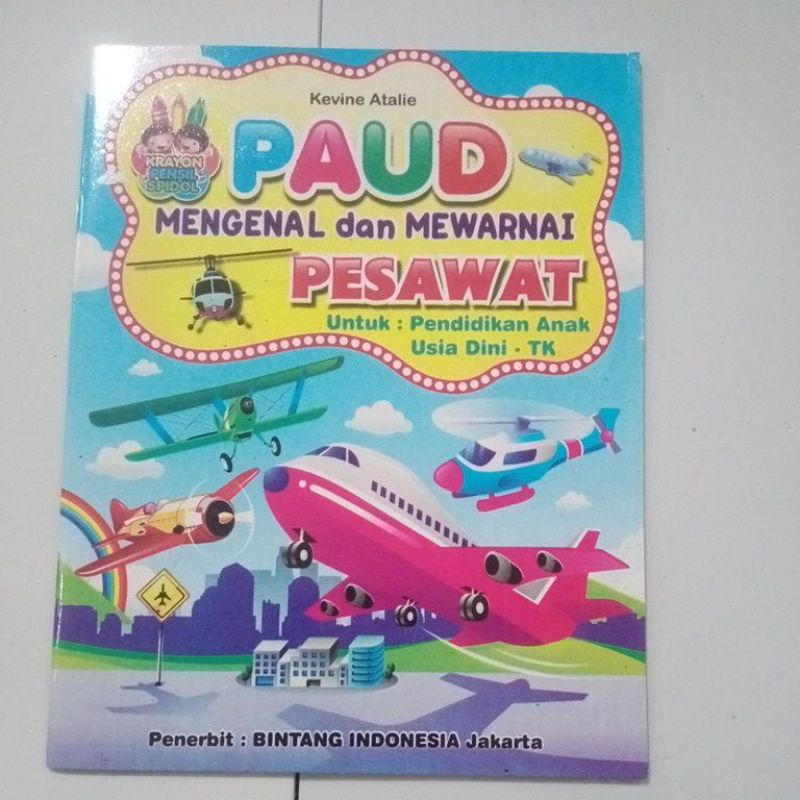 Kevine Atalie
KRAYON
PENSIL
SPIDOL
PAUD
MENGENAL dan MEWARNAI
PESAWAT
Untuk : Pendidikan Anak
Usia Dini - TK
Penerbit : BINTANG INDONESIA Jakarta